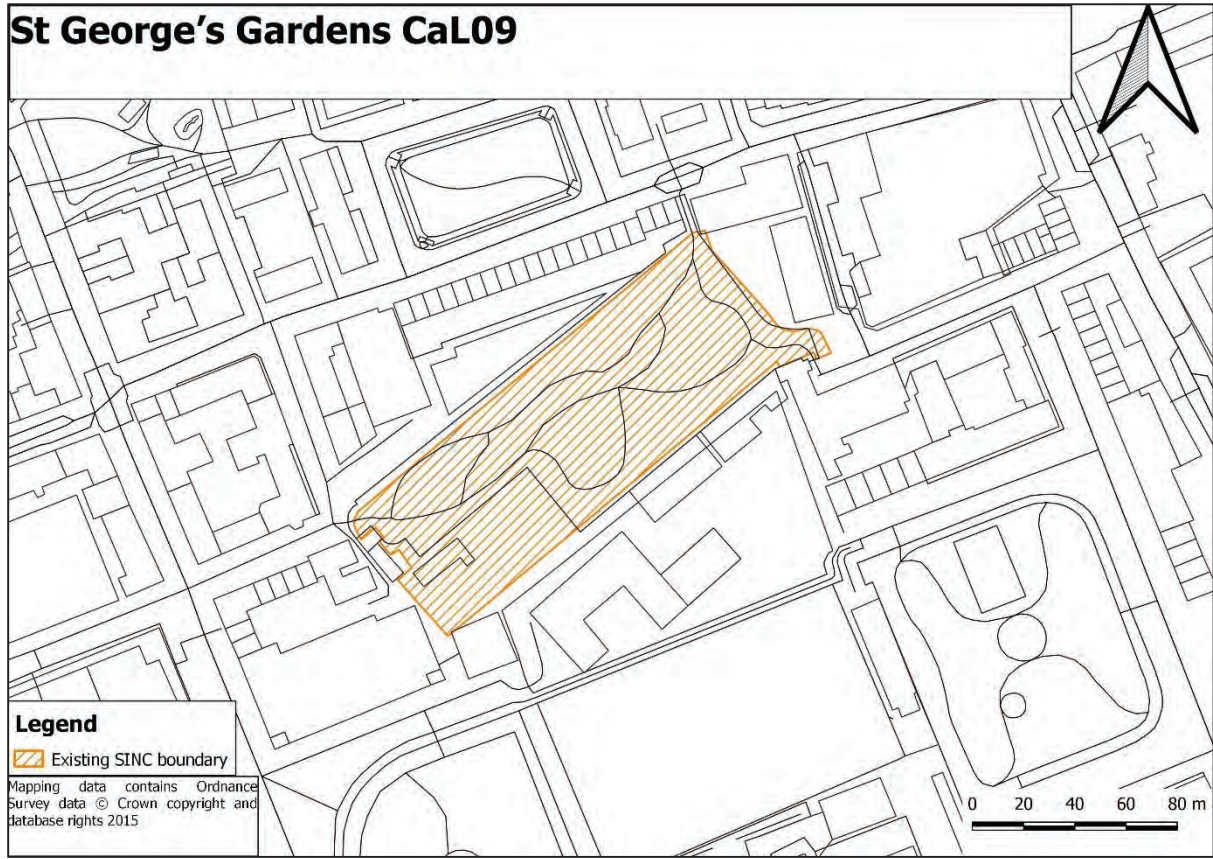 St George's Gardens CaL09
Legend
Existing SINC boundary
Mapping data contains Ordnance
Survey data © Crown copyright and
database rights 2015
0 20 40 60 80 m